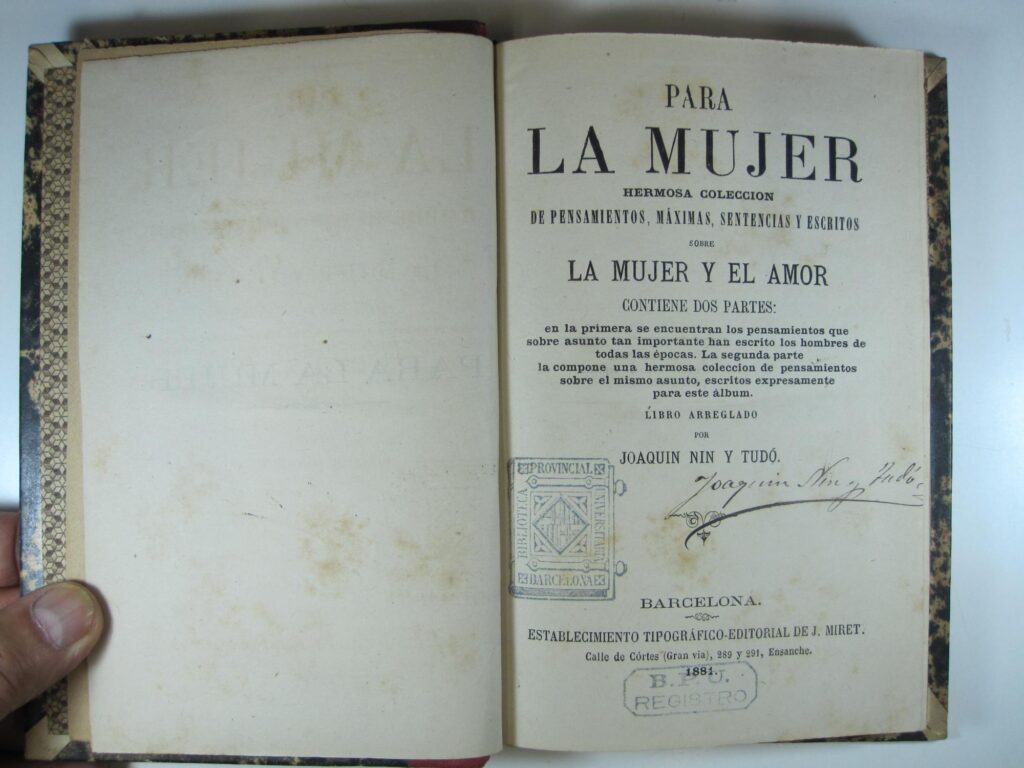 PARA
LA MUJER
HERMOSA COLECCION
DE PENSAMIENTOS, MÁXIMAS, SENTENCIAS Y ESCRITOS
SOBRE
LA MUJER Y EL AMOR
CONTIENE DOS PARTES:
en la primera se encuentran los pensamientos que
sobre asunto tan importante han escrito los hombres de
todas las épocas. La segunda parte
la compone una hermosa coleccion de pensamientos
sobre el mismo asunto, escritos expresamente
para este álbum.
LIBRO ARREGLADO
POR
JOAQUIN NIN Y TUDÓ.
Joaquin Nin y Tudó
BIBLIOTECA
PROVINCIAL
UNIVERSITARIA
BARCELONA
BARCELONA.
ESTABLECIMIENTO TIPOGRÁFICO-EDITORIAL DE J. MIRET.
Calle de Córtes (Gran via), 289 y 291, Ensanche.
1881.
B. P. U.
REGISTRO